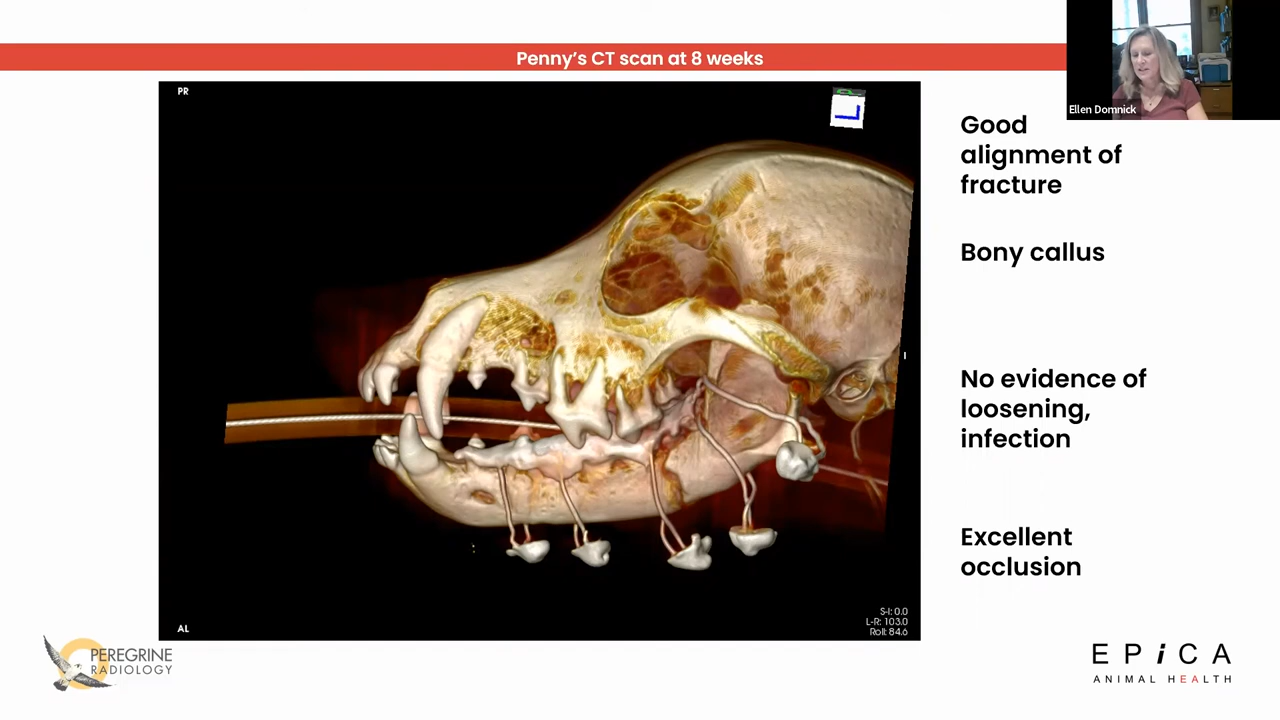 Penny's CT scan at 8 weeks
Ellen Domnick
PR
L
Good
alignment of
fracture
Bony callus
No evidence of
loosening,
infection
Excellent
occlusion
I
S-I: 0.0
L-R: 103.0
Roll: 84.6
AL
PEREGRINE
RADIOLOGY
EPiCA
ANIMAL HEALTH